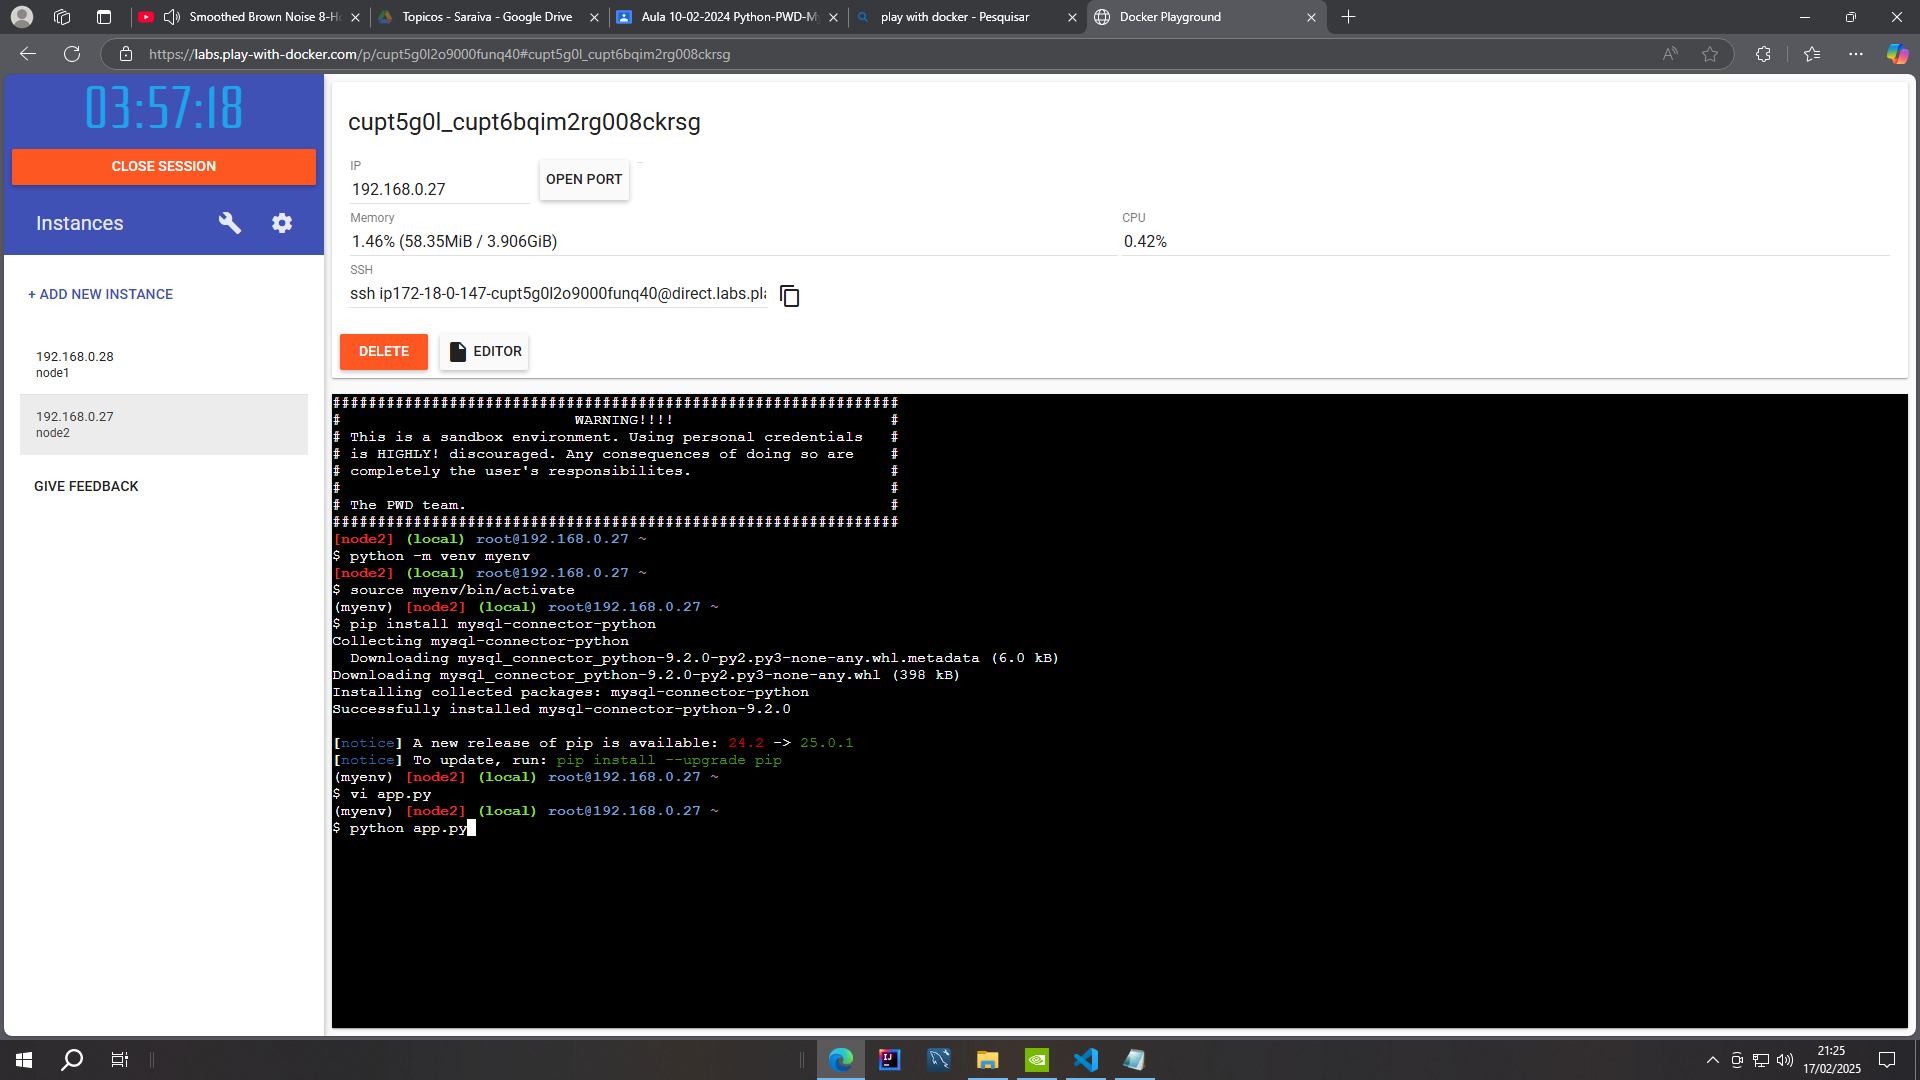 Smoothed Brown Noise 8-Ho
Topicos - Saraiva - Google Drive
Aula 10-02-2024 Python-PWD-My
play with docker - Pesquisar
Docker Playground
https://labs.play-with-docker.com/p/cupt5g0l2o9000funq40#cupt5g0l_cupt6bqim2rg008ckrsg
03:57:18
CLOSE SESSION
Instances
+ ADD NEW INSTANCE
192.168.0.28
node1
192.168.0.27
node2
GIVE FEEDBACK
cupt5g0l_cupt6bqim2rg008ckrsg
IP
192.168.0.27
OPEN PORT
Memory
1.46% (58.35MiB / 3.906GiB)
CPU
0.42%
SSH
ssh ip172-18-0-147-cupt5g0l2o9000funq40@direct.labs.pla
DELETE
EDITOR
###############################################################
# WARNING!!!! #
# This is a sandbox environment. Using personal credentials #
# is HIGHLY! discouraged. Any consequences of doing so are #
# completely the user's responsibilites. #
# #
# The PWD team. #
###############################################################
[node2] (local) root@192.168.0.27 ~
$ python -m venv myenv
[node2] (local) root@192.168.0.27 ~
$ source myenv/bin/activate
(myenv) [node2] (local) root@192.168.0.27 ~
$ pip install mysql-connector-python
Collecting mysql-connector-python
Downloading mysql_connector_python-9.2.0-py2.py3-none-any.whl.metadata (6.0 kB)
Downloading mysql_connector_python-9.2.0-py2.py3-none-any.whl (398 kB)
Installing collected packages: mysql-connector-python
Successfully installed mysql-connector-python-9.2.0
[notice] A new release of pip is available: 24.2 -> 25.0.1
[notice] To update, run: pip install --upgrade pip
(myenv) [node2] (local) root@192.168.0.27 ~
$ vi app.py
(myenv) [node2] (local) root@192.168.0.27 ~
$ python app.py
21:25
17/02/2025